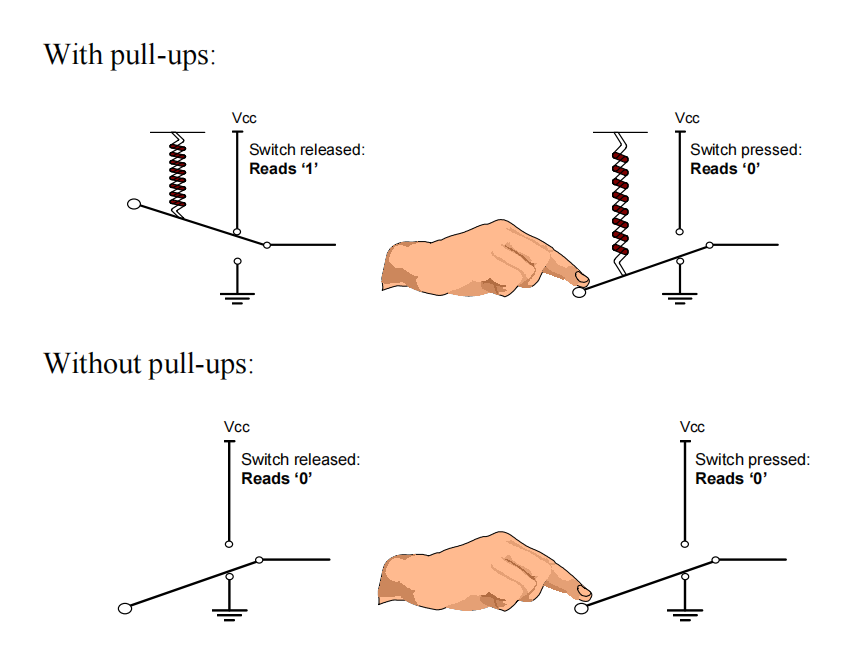 With pull-ups:
Vcc
Switch released:
Reads ‘1’
Vcc
Switch pressed:
Reads ‘0’
Without pull-ups:
Vcc
Switch released:
Reads ‘0’
Vcc
Switch pressed:
Reads ‘0’